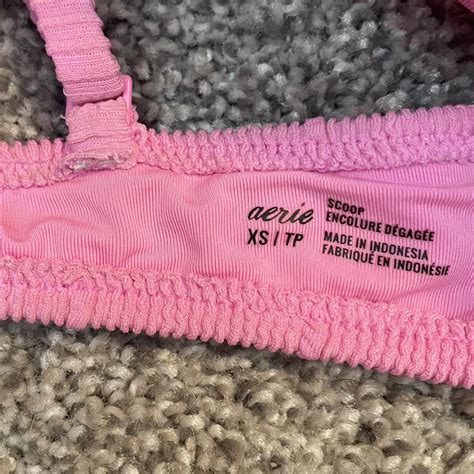 aerie
XS | TP
SCOOP
ENCOLURE DÉGAGÉE
MADE IN INDONESIA
FABRIQUÉ EN INDONÉSIE